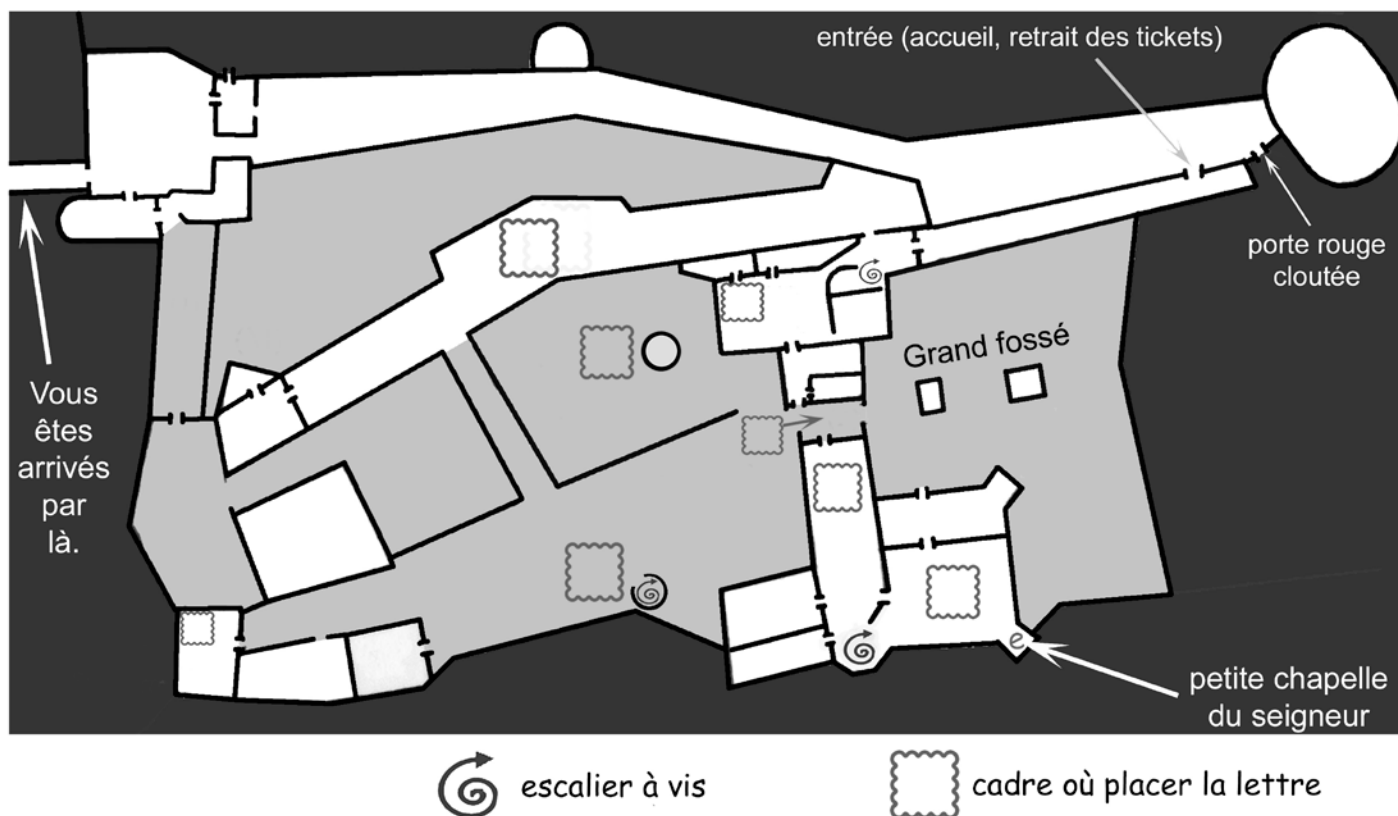 entrée (accueil, retrait des tickets)
porte rouge
cloutée
Grand fossé
Vous
êtes
arrivés
par
là.
e
petite chapelle
du seigneur
escalier à vis
cadre où placer la lettre